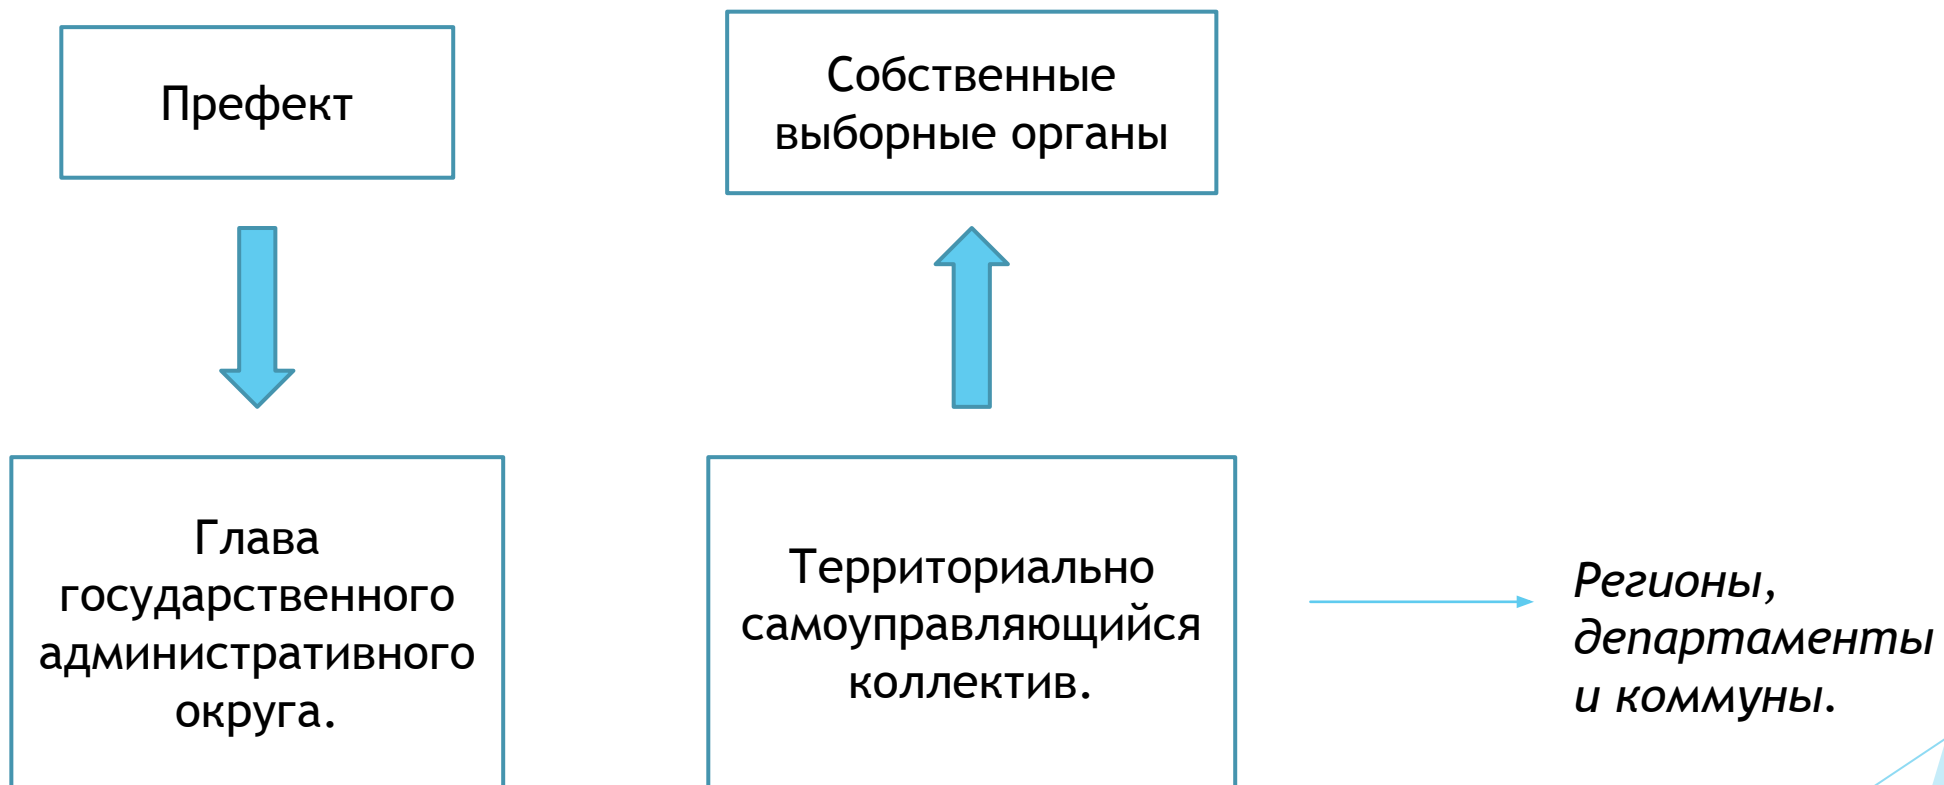 Префект
Собственные
выборные органы
Глава
государственного
административного
округа.
Территориально
самоуправляющийся
коллектив.
Регионы,
департаменты
и коммуны.